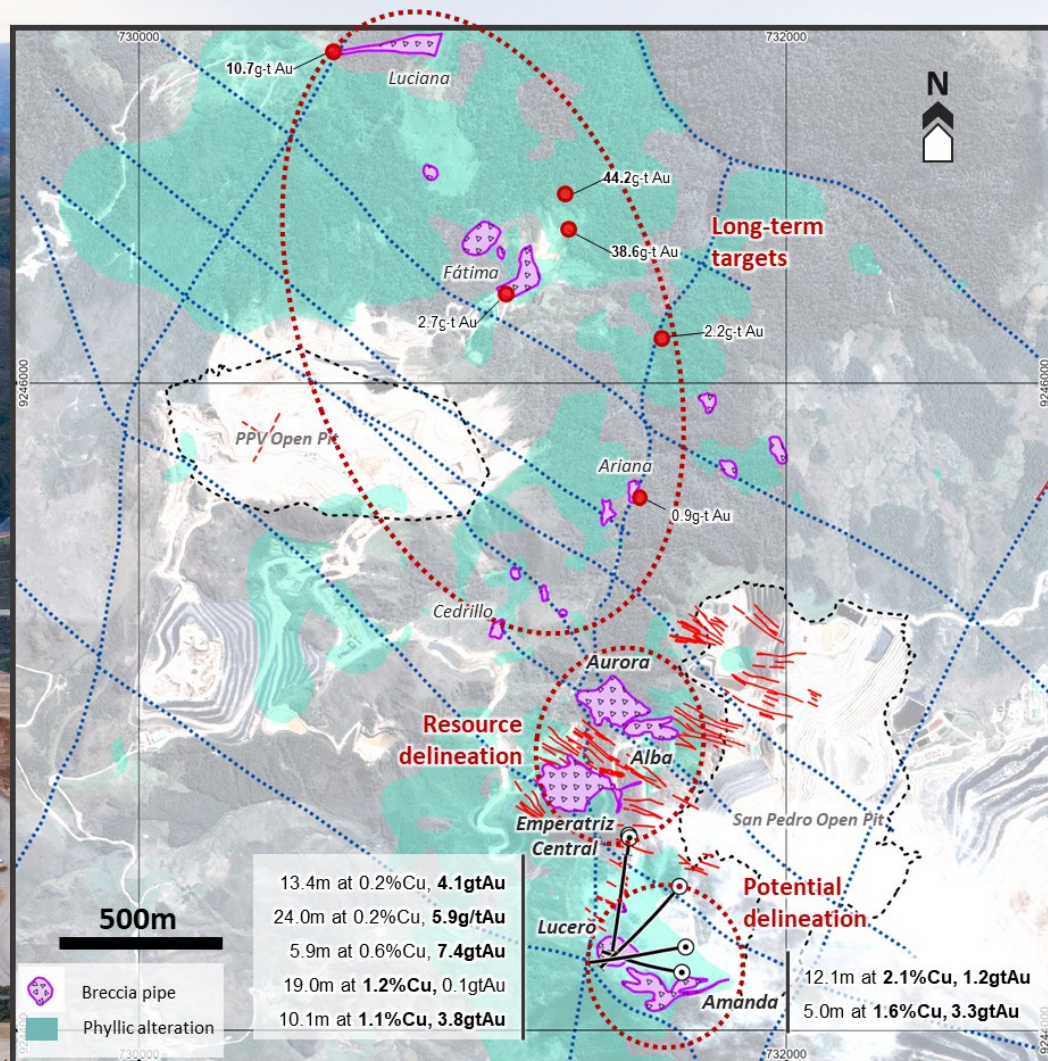 730000
732000
10.7g-t Au
Luciana
N
44.2g-t Au
Long-term
targets
38.6g-t Au
Fátima
2.7g-t Au
2.2g-t Au
9246000
PPV Open Pit
Ariana
0.9g-t Au
Cedrillo
Aurora
Resource
delineation
Alba
Emperatriz
Central
San Pedro Open Pit
13.4m at 0.2%Cu, 4.1gtAu
24.0m at 0.2%Cu, 5.9g/tAu
5.9m at 0.6%Cu, 7.4gtAu
19.0m at 1.2%Cu, 0.1gtAu
10.1m at 1.1%Cu, 3.8gtAu
Potential
delineation
Lucero
Amanda
12.1m at 2.1%Cu, 1.2gtAu
5.0m at 1.6%Cu, 3.3gtAu
500m
Breccia pipe
Phyllic alteration
730000
732000